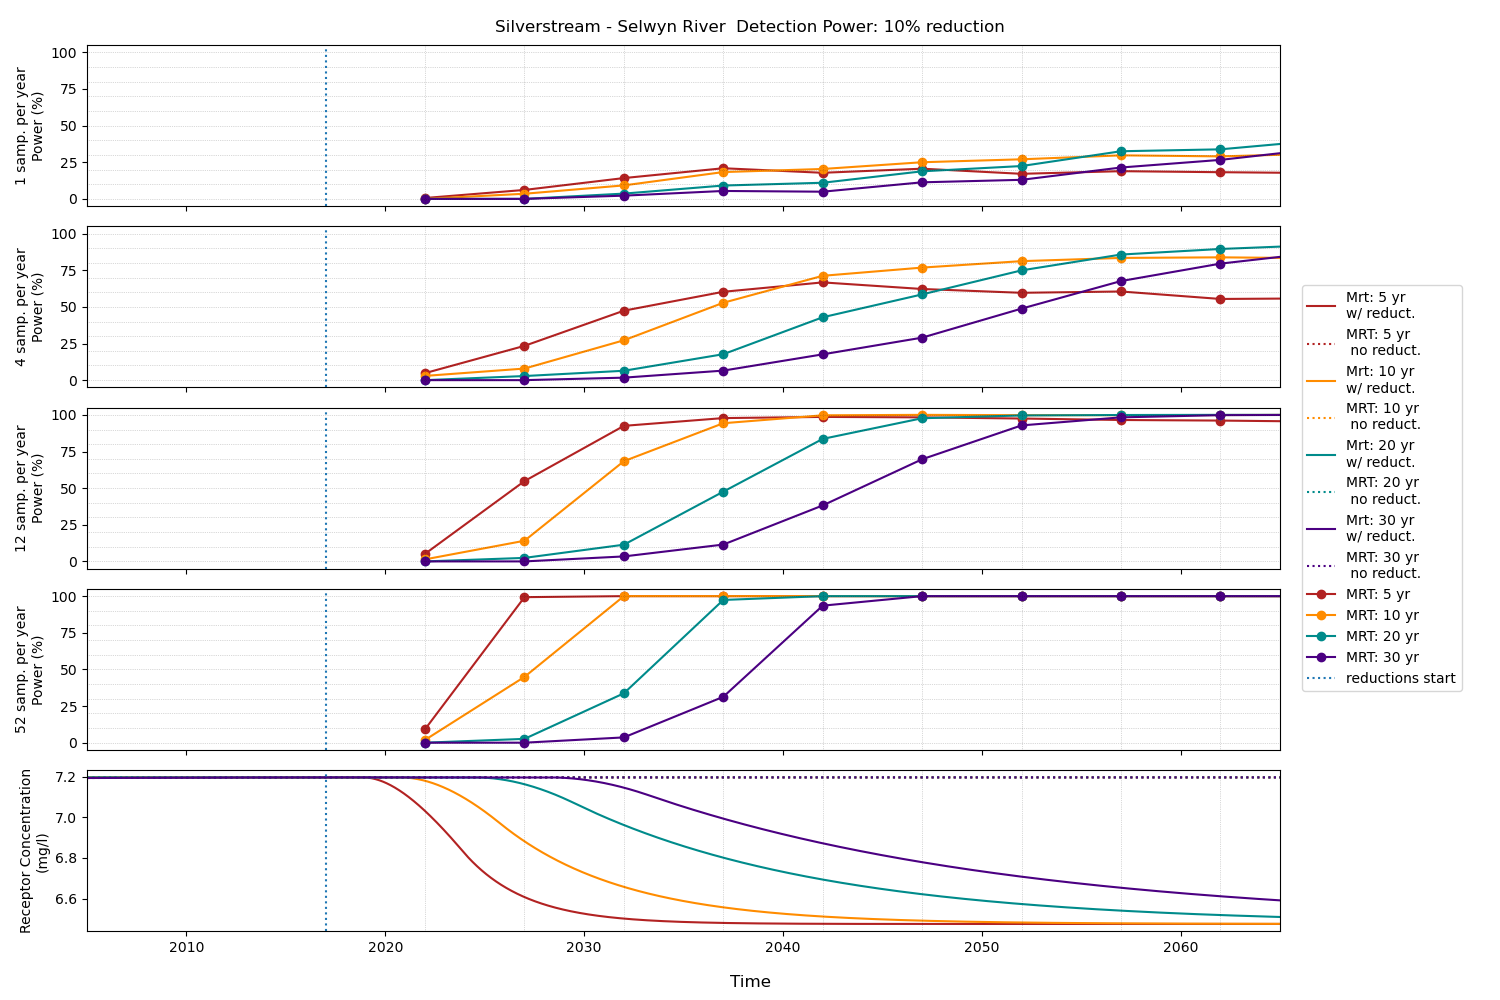 Silverstream - Selwyn River  Detection Power: 10% reduction
1 samp. per year
Power (%)
100
75
50
25
0
4 samp. per year
Power (%)
100
75
50
25
0
12 samp. per year
Power (%)
100
75
50
25
0
52 samp. per year
Power (%)
100
75
50
25
0
Receptor Concentration
(mg/l)
7.2
7.0
6.8
6.6
2010 2020 2030 2040 2050 2060
Time
Mrt: 5 yr
w/ reduct.
MRT: 5 yr
no reduct.
Mrt: 10 yr
w/ reduct.
MRT: 10 yr
no reduct.
Mrt: 20 yr
w/ reduct.
MRT: 20 yr
no reduct.
Mrt: 30 yr
w/ reduct.
MRT: 30 yr
no reduct.
MRT: 5 yr
MRT: 10 yr
MRT: 20 yr
MRT: 30 yr
reductions start